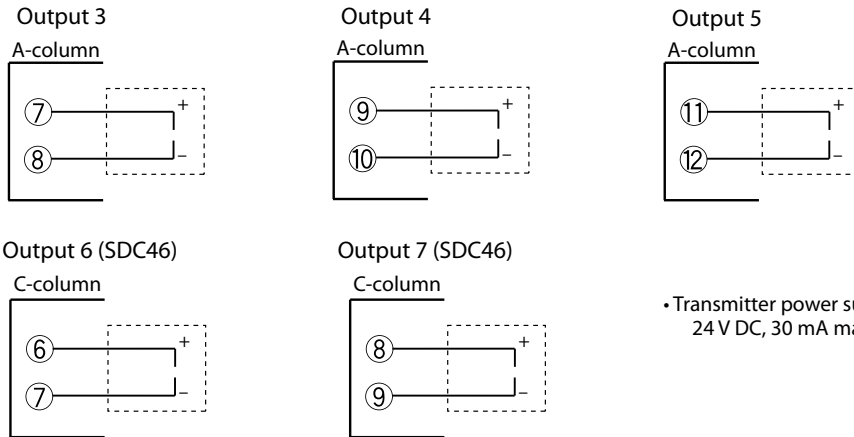 Output 3
A-column
7
+
8
−
Output 4
A-column
9
+
10
−
Output 5
A-column
11
+
12
−
Output 6 (SDC46)
C-column
6
+
7
−
Output 7 (SDC46)
C-column
8
+
9
−
• Transmitter power
24 V DC, 30 mA